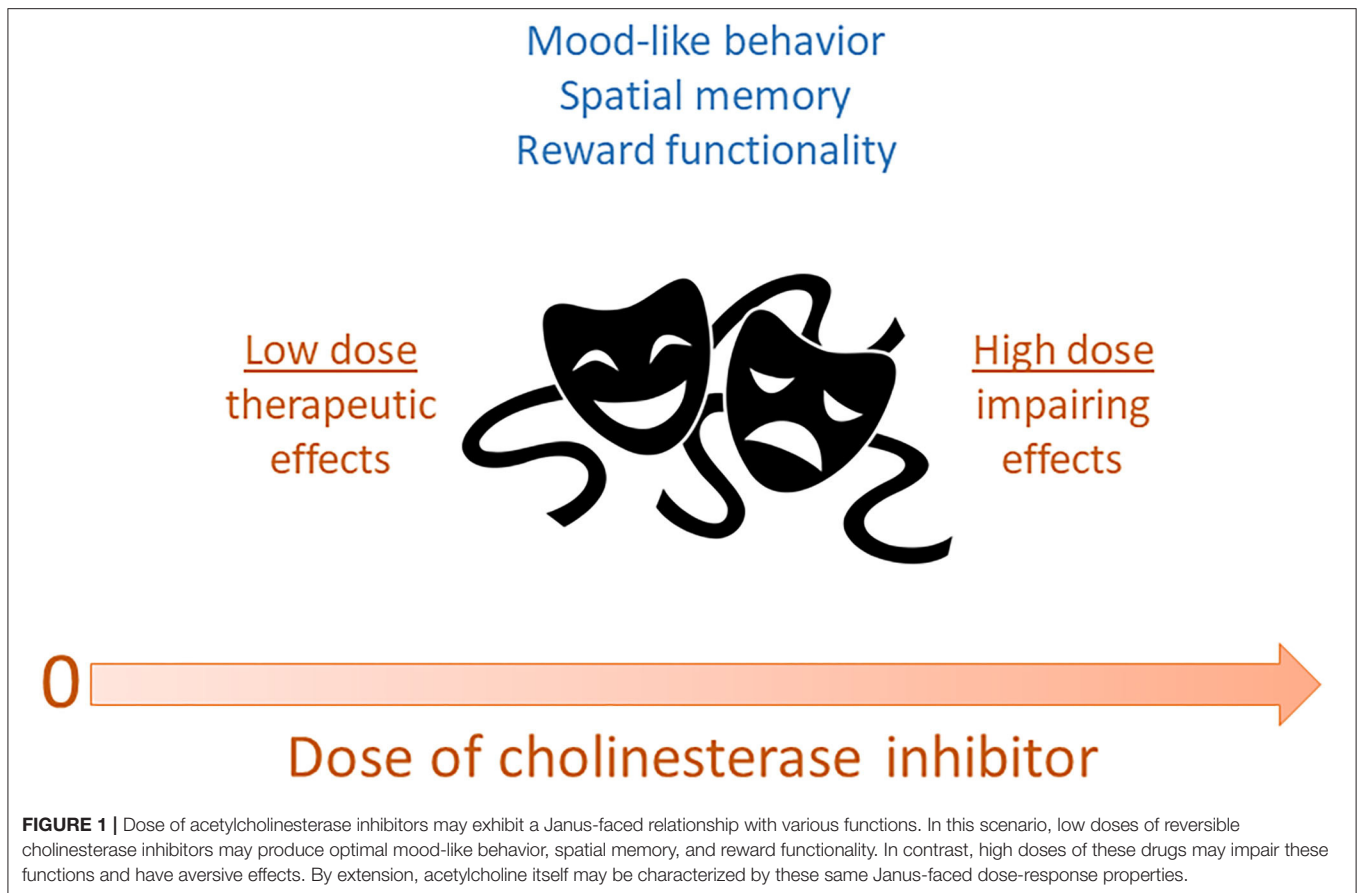 Mood-like behavior
Spatial memory
Reward functionality
Low dose
therapeutic
effects
High dose
impairing
effects
0
Dose of cholinesterase inhibitor
FIGURE 1 | Dose of acetylcholinesterase inhibitors may exhibit a Janus-faced relationship with various functions. In this scenario, low doses of reversible
cholinesterase inhibitors may produce optimal mood-like behavior, spatial memory, and reward functionality. In contrast, high doses of these drugs may impair these
functions and have aversive effects. By extension, acetylcholine itself may be characterized by these same Janus-faced dose-response properties.